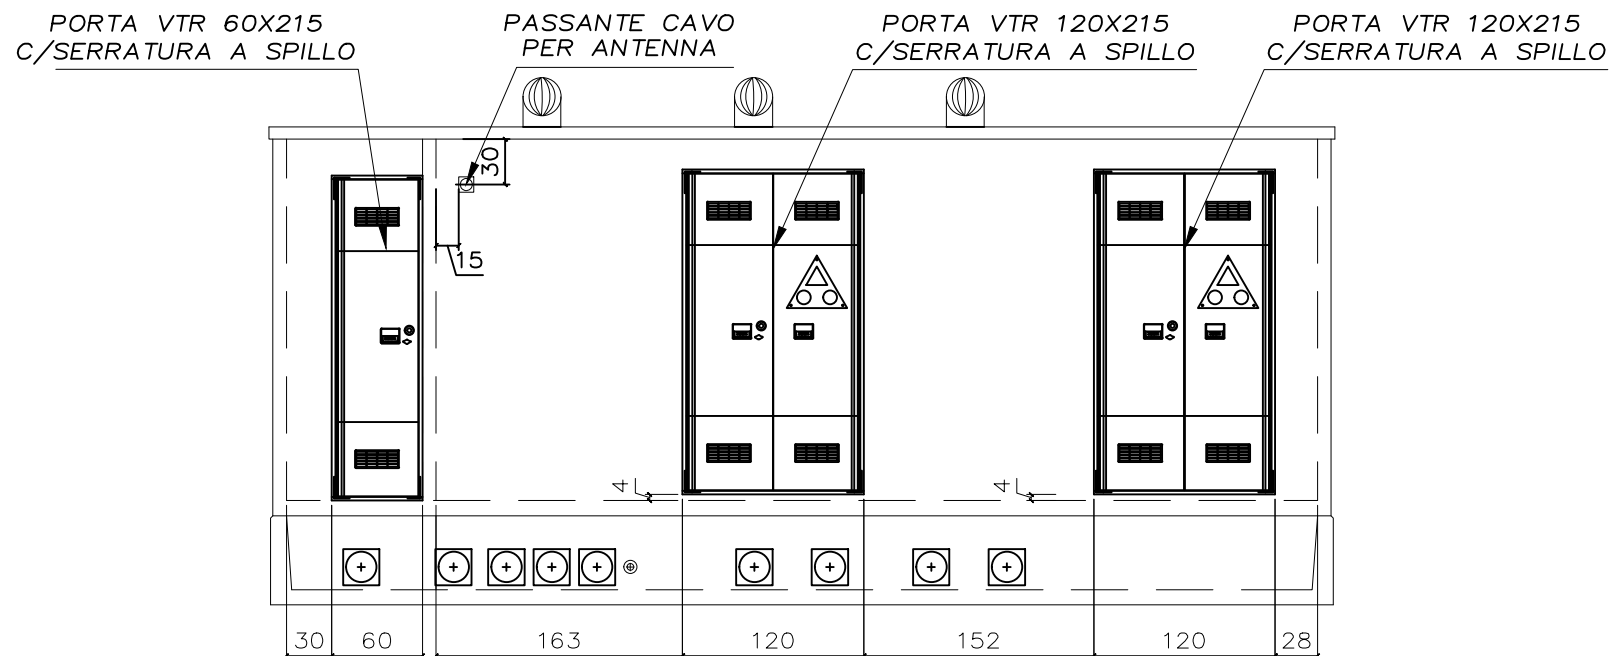 PORTA VTR 60X215
C/SERRATURA A SPILLO
PASSANTE CAVO
PER ANTENNA
PORTA VTR 120X215
C/SERRATURA A SPILLO
PORTA VTR 120X215
C/SERRATURA A SPILLO
30
15
4
4
30
60
163
120
152
120
28